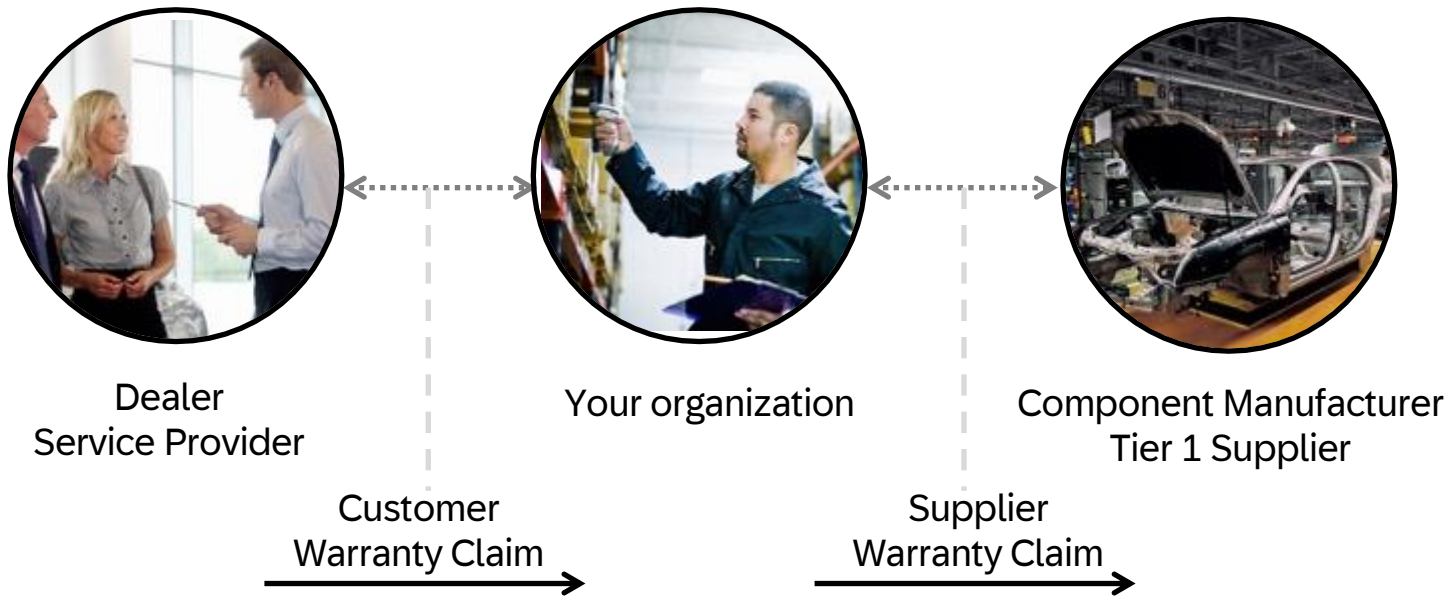 Dealer
Service Provider
Your organization
Component Manufacturer
Tier 1 Supplier
Customer
Warranty Claim
Supplier
Warranty Claim